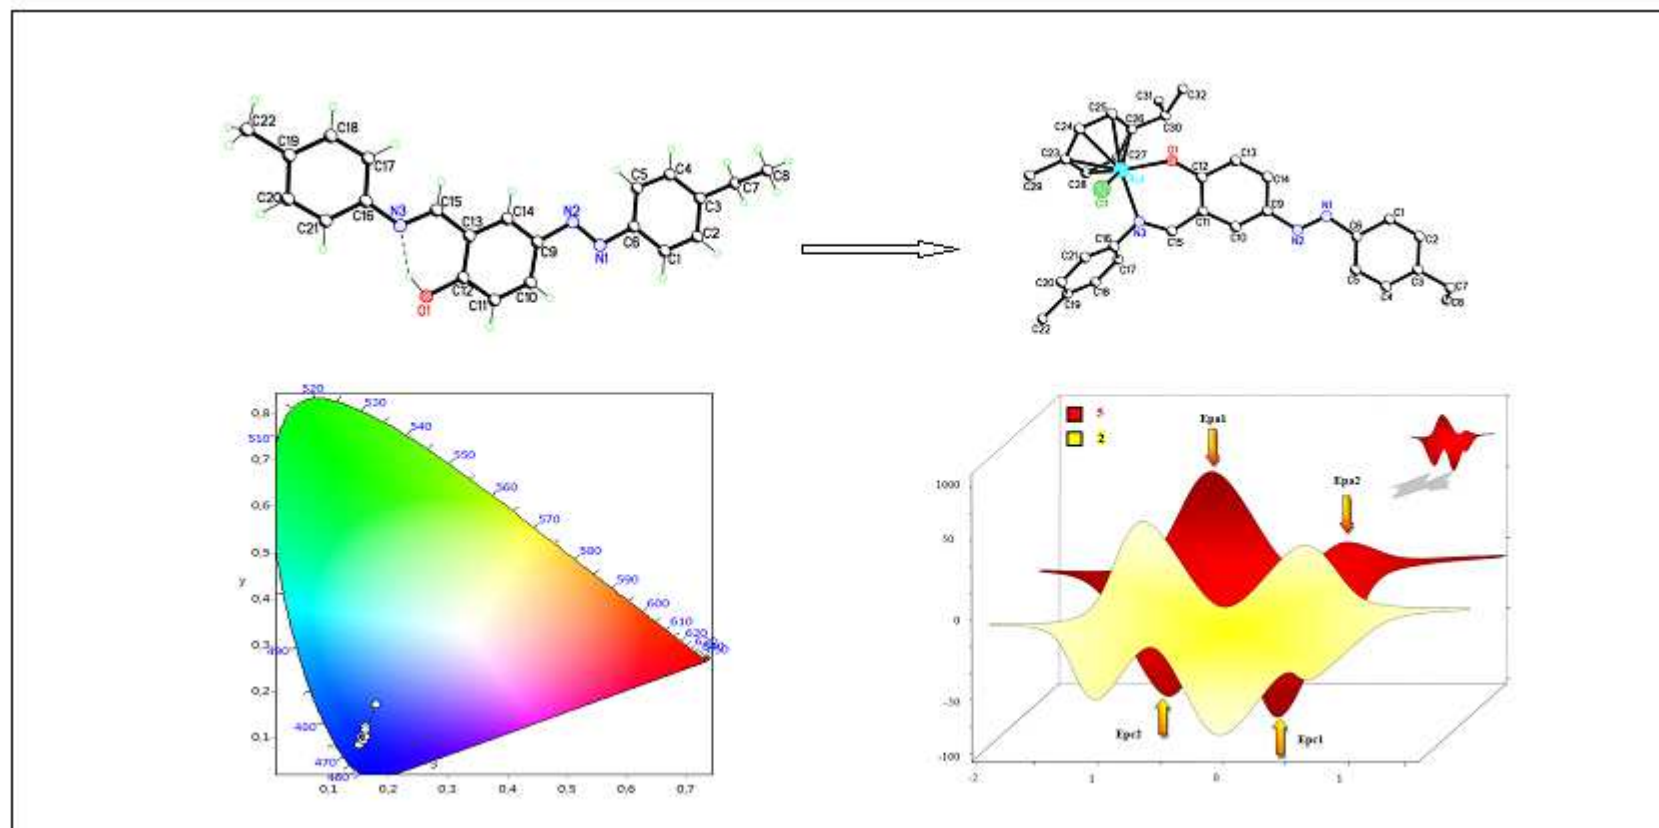 C22
C18
C19
C17
C20
C21
C16
N3
C15
C13
C14
N2
C9
N1
C12
C11
C10
O1
C5
C4
C6
C3
C1
C2
C7
C8
C31
C32
C25
C26
C30
C24
C23
C27
O1
C12
C13
C29
C28
C14
N3
C15
C11
C10
C9
N1
N2
C16
C21
C17
C20
C18
C19
C22
C6
C1
C2
C5
C4
C3
C7
C8
520
530
540
550
560
570
580
590
600
610
620
510
490
480
470
460
y
0,8
0,7
0,6
0,5
0,4
0,3
0,2
0,1
0,1 0,2 0,3 0,4 0,5 0,6 0,7
5
2
Epa1
Epa2
Epc2
Epc1
1000
50
0
-50
-100
-2 1 0 1